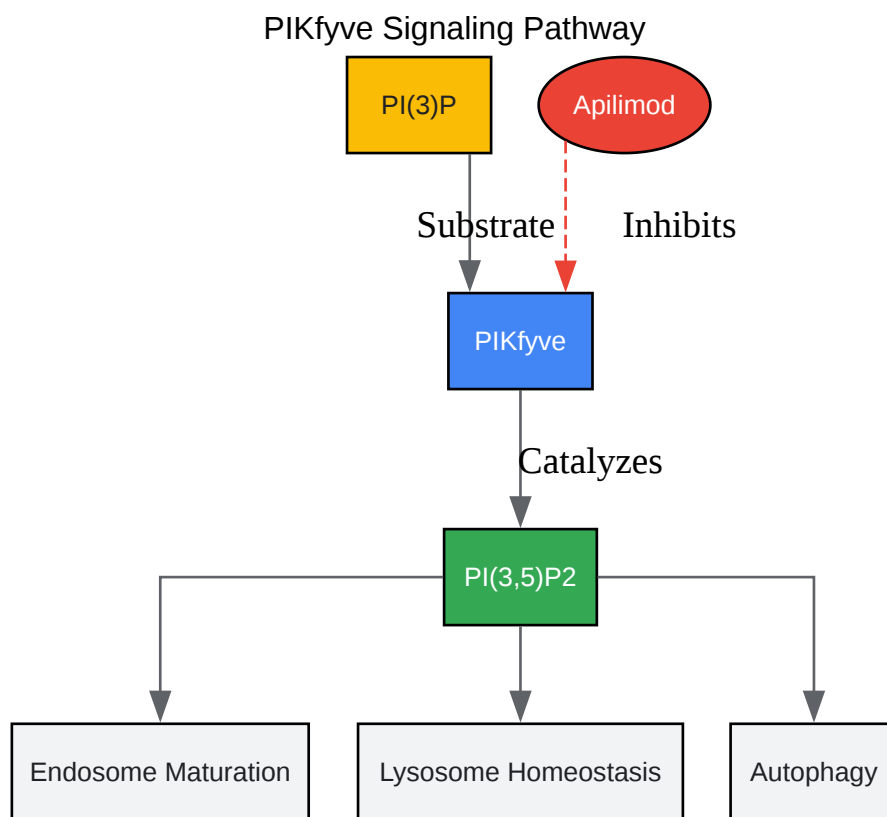 PIKfyve Signaling Pathway
PI(3)P
Apilimod
Substrate
Inhibits
PIKfyve
Catalyzes
PI(3,5)P2
Endosome Maturation
Lysosome Homeostasis
Autophagy